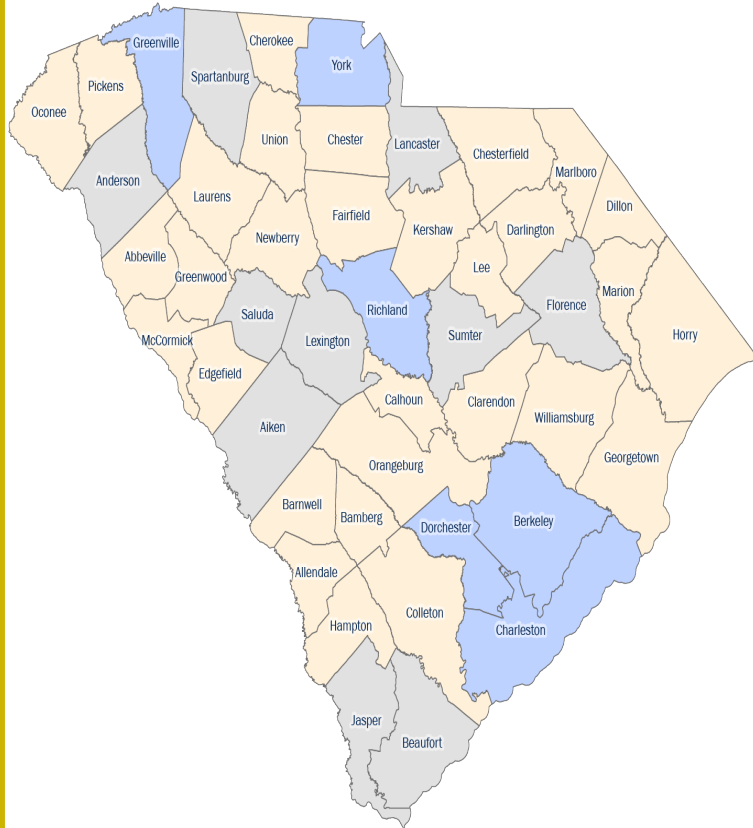 Cherokee
Greenville
York
Spartanburg
Pickens
Oconee
Union
Chester
Lancaster
Chesterfield
Marlboro
Anderson
Laurens
Dillon
Fairfield
Kershaw
Darlington
Newberry
Abbeville
Lee
Greenwood
Marion
Florence
Saluda
Richland
Sumter
Horry
McCormick
Lexington
Edgefield
Calhoun
Clarendon
Williamsburg
Aiken
Georgetown
Orangeburg
Barnwell
Bamberg
Dorchester
Berkeley
Allendale
Colleton
Hampton
Charleston
Jasper
Beaufort